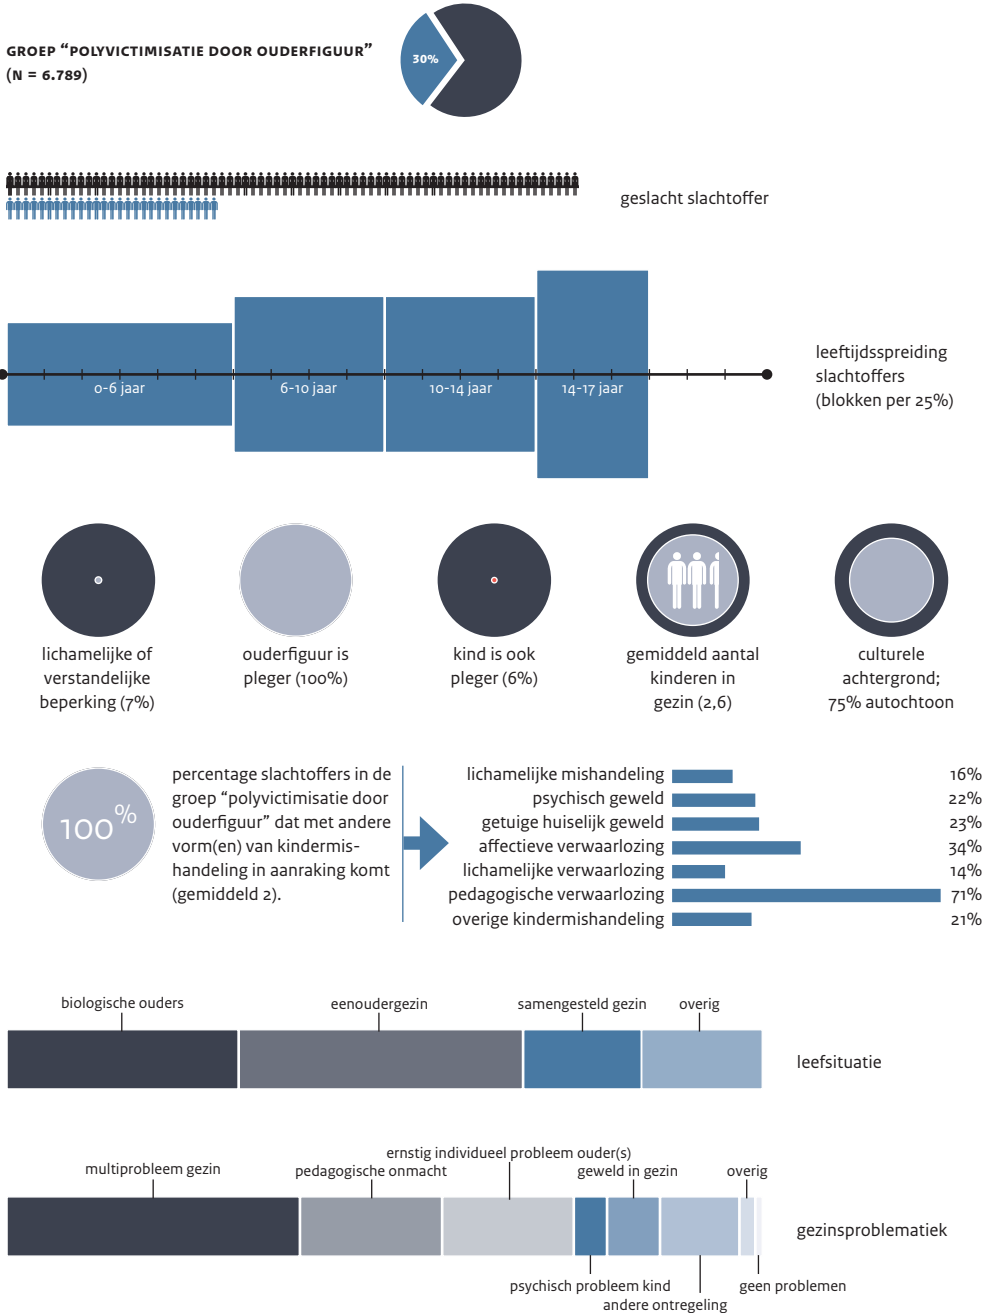 GROEP “POLYVICTIMISATIE DOOR OUDERFIGUUR”
(N = 6.789)
30%
geslacht slachtoffer
0-6 jaar
6-10 jaar
10-14 jaar
14-17 jaar
leeftijdsspreiding
slachtoffers
(blokken per 25%)
lichamelijke of
verstandelijke
beperking (7%)
ouderfiguur is
pleger (100%)
kind is ook
pleger (6%)
gemiddeld aantal
kinderen in
gezin (2,6)
culturele
achtergrond;
75% autochtoon
100%
percentage slachtoffers in de
groep “polyvictimisatie door
ouderfiguur” dat met andere
vorm(en) van kindermis-
handeling in aanraking komt
(gemiddeld 2).
lichamelijke mishandeling 16%
psychisch geweld 22%
getuige huiselijk geweld 23%
affectieve verwaarlozing 34%
lichamelijke verwaarlozing 14%
pedagogische verwaarlozing 71%
overige kindermishandeling 21%
biologische ouders
eenoudergezin
samengesteld gezin
overig
leefsituatie
ernstig individueel probleem ouder(s)
multiprobleem gezin
pedagogische onmacht
geweld in gezin
overig
gezinsproblematiek
psychisch probleem kind
geen problemen
andere ontregeling